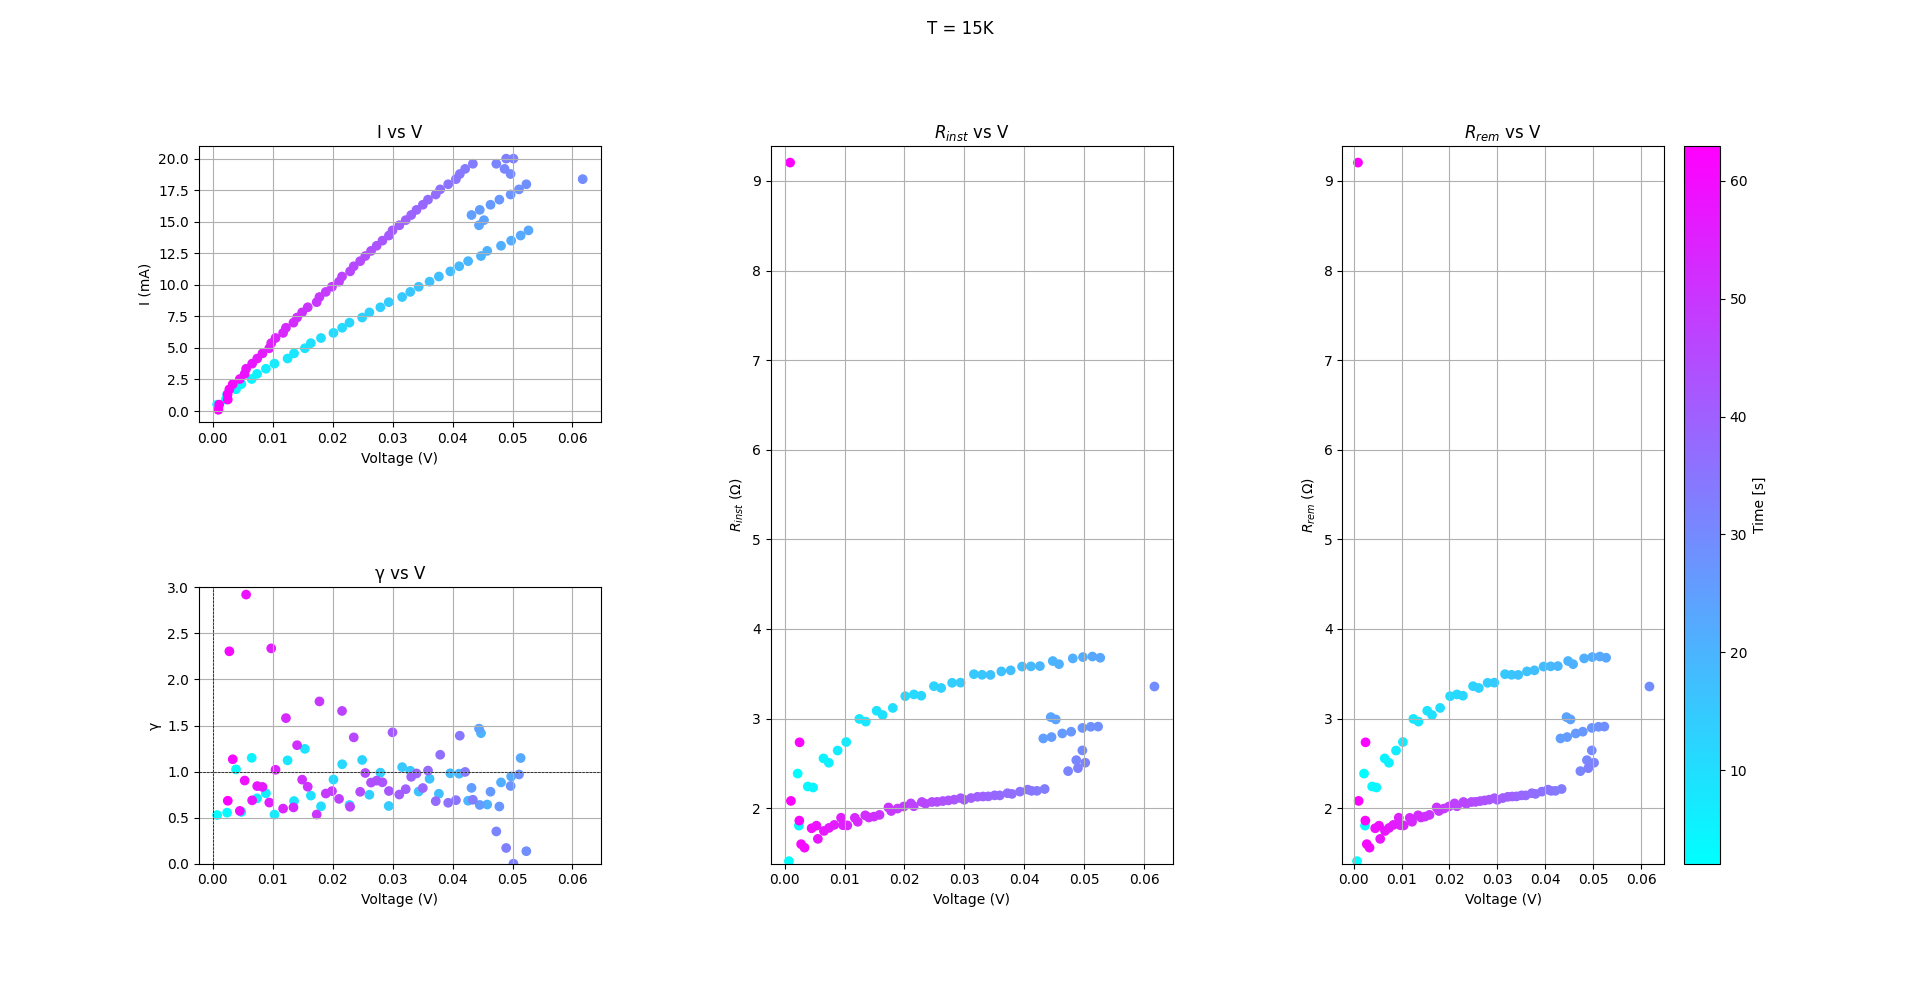 T = 15K
I vs V
I (mA)
20.0
17.5
15.0
12.5
10.0
7.5
5.0
2.5
0.0
0.00 0.01 0.02 0.03 0.04 0.05 0.06
Voltage (V)
γ vs V
γ
3.0
2.5
2.0
1.5
1.0
0.5
0.0
0.00 0.01 0.02 0.03 0.04 0.05 0.06
Voltage (V)
R_inst vs V
R_inst (Ω)
9
8
7
6
5
4
3
2
0.00 0.01 0.02 0.03 0.04 0.05 0.06
Voltage (V)
R_rem vs V
R_rem (Ω)
9
8
7
6
5
4
3
2
0.00 0.01 0.02 0.03 0.04 0.05 0.06
Voltage (V)
60
50
40
30
20
10
Time [s]